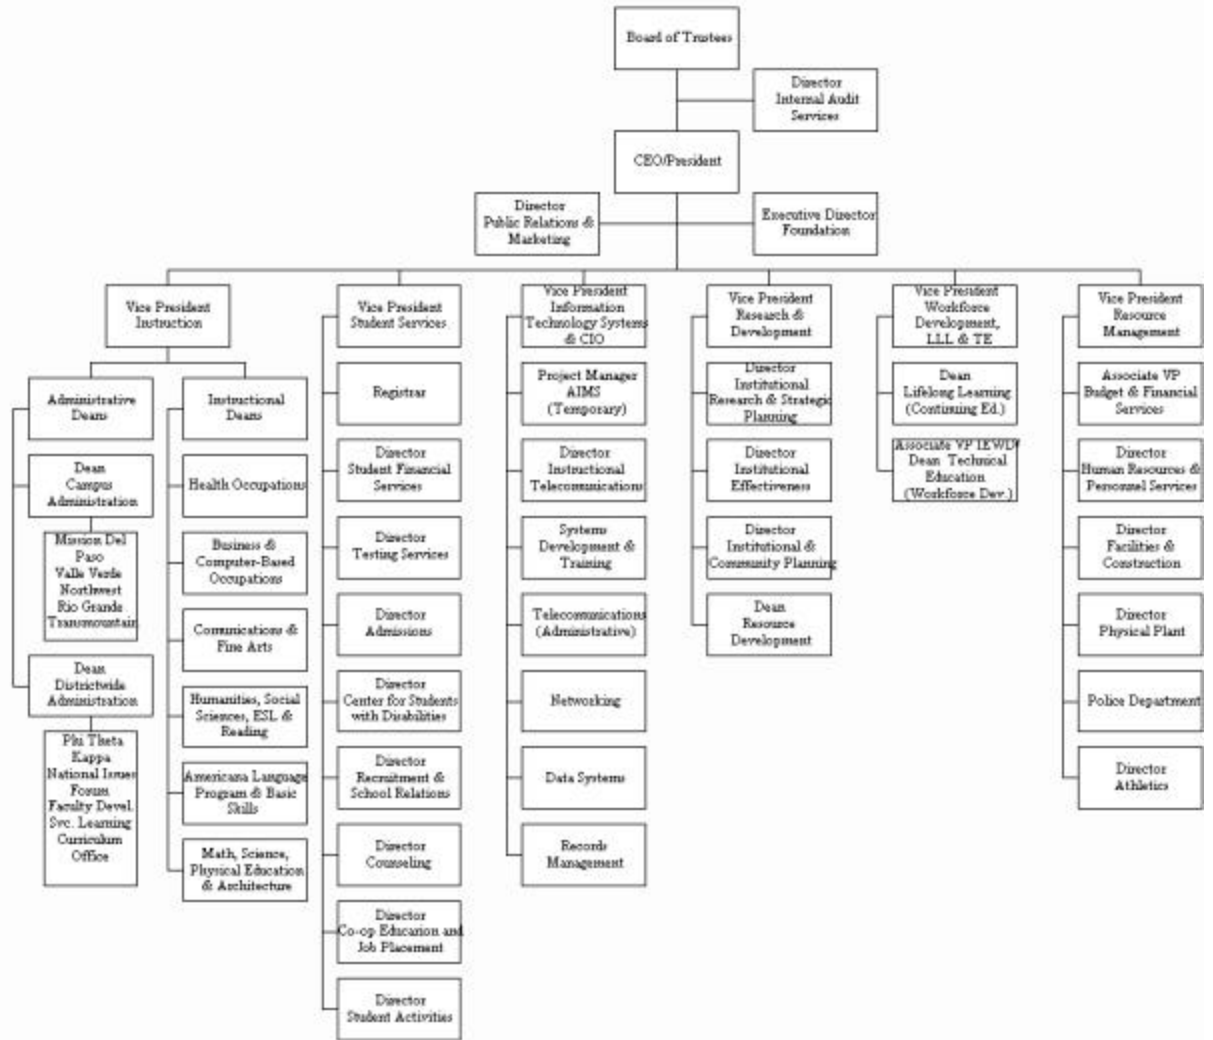 Board of Trustees
Director
Internal Audit
Services
CEO/President
Director
Public Relations &
Marketing
Executive Director
Foundation
Vice President
Instruction
Administrative
Deans
Dean
Campus
Administration
Mission Del
Paso
Valle Verde
Northwest
Rio Grande
Transmountain
Dean
Districtwide
Administration
Phi Theta
Kappa
National Issues
Forum
Faculty Devel.
Svc. Learning
Curriculum
Office
Instructional
Deans
Health Occupations
Business &
Computer-Based
Occupations
Comunications &
Fine Arts
Humanities, Social
Sciences, ESL &
Reading
Americana Language
Program & Basic
Skills
Math, Science,
Physical Education
& Architecture
Vice President
Student Services
Registrar
Director
Student Financial
Services
Director
Testing Services
Director
Admissions
Director
Center for Students
with Disabilities
Director
Recruitment &
School Relations
Director
Counseling
Director
Co-op Education and
Job Placement
Director
Student Activities
Vice President
Information
Technology Systems
& CIO
Project Manager
AIMS
(Temporary)
Director
Instructional
Telecommunications
Systems
Development &
Training
Telecommunications
(Administrative)
Networking
Data Systems
Records
Management
Vice President
Research &
Development
Director
Institutional
Research & Strategic
Planning
Director
Institutional
Effectiveness
Director
Institutional &
Community Planning
Dean
Resource
Development
Vice President
Workforce
Development,
LLL & TE
Dean
Lifelong Learning
(Continuing Ed.)
Associate VP IEWD/
Dean Technical
Education
(Workforce Dev.)
Vice President
Resource
Management
Associate VP
Budget & Financial
Services
Director
Human Resources &
Personnel Services
Director
Facilities &
Construction
Director
Physical Plant
Police Department
Director
Athletics